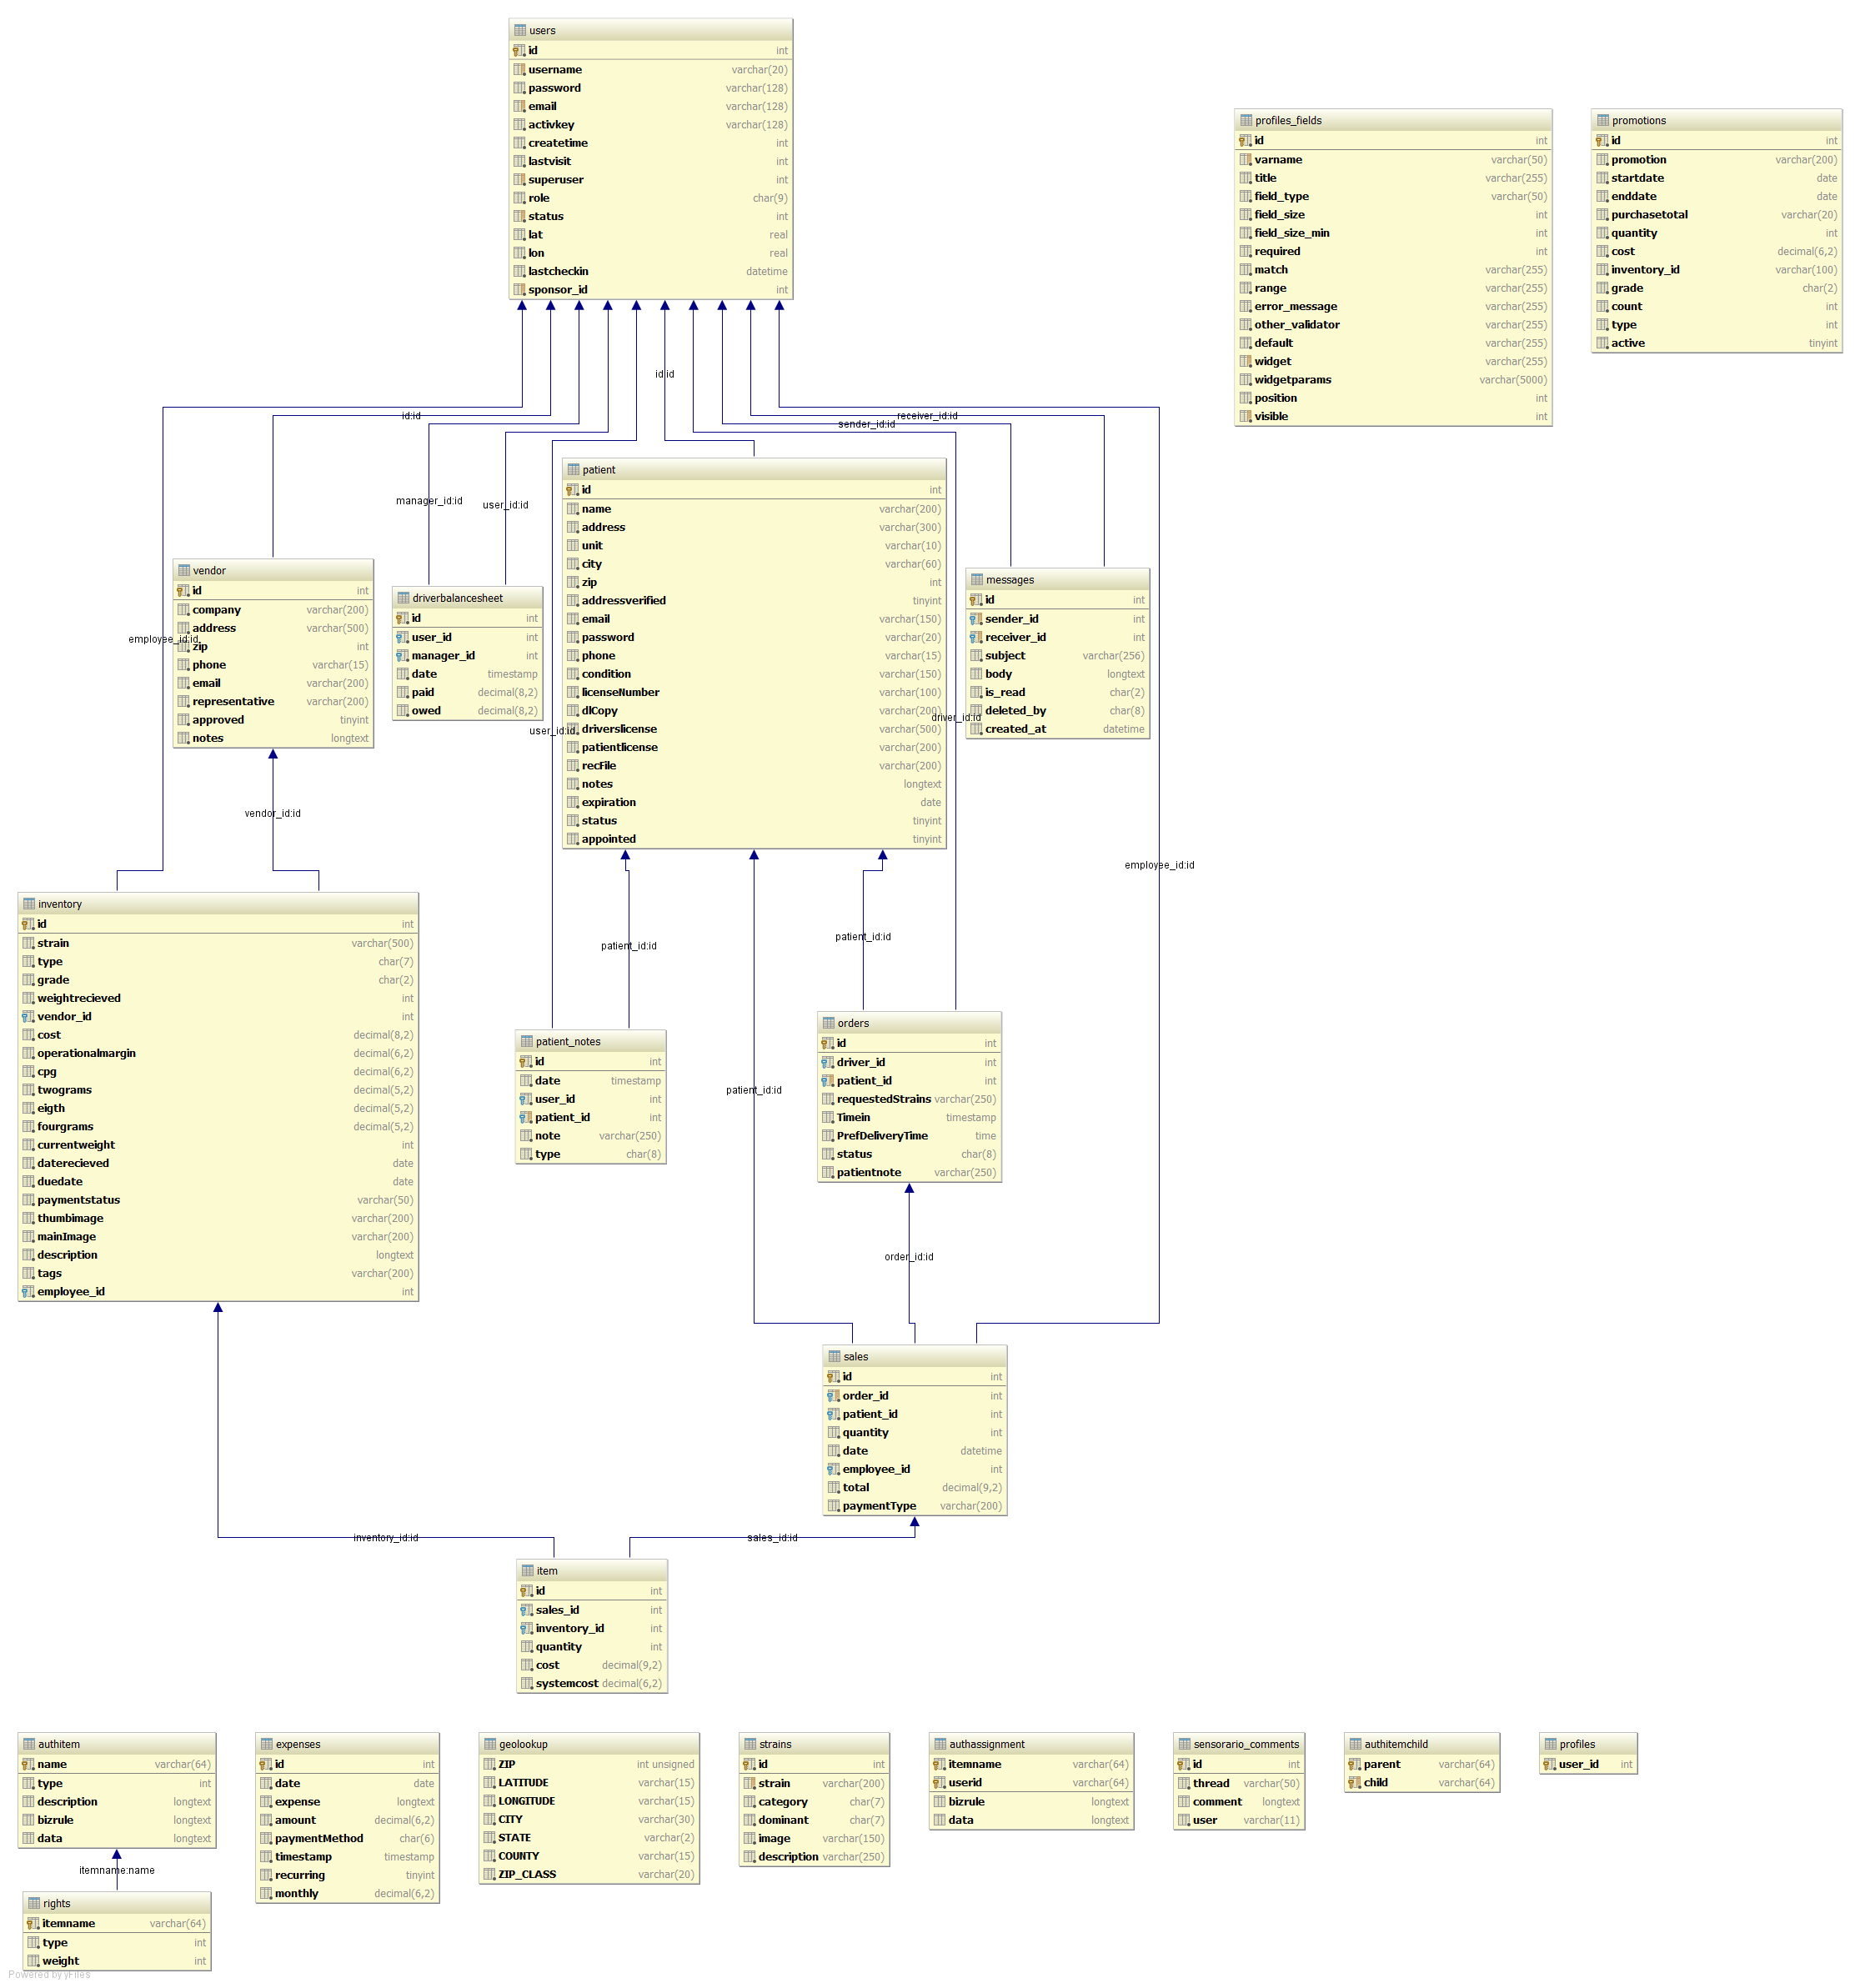 users
id int
username varchar(20)
password varchar(128)
email varchar(128)
activkey varchar(128)
createtime int
lastvisit int
superuser int
role char(9)
status int
lat real
lon real
lastcheckin datetime
sponsor_id int
profiles_fields
id int
varname varchar(50)
title varchar(255)
field_type varchar(50)
field_size int
field_size_min int
required int
match varchar(255)
range varchar(255)
error_message varchar(255)
other_validator varchar(255)
default varchar(255)
widget varchar(255)
widgetparams varchar(5000)
position int
visible int
promotions
id int
promotion varchar(200)
startdate date
enddate date
purchasetotal varchar(20)
quantity int
cost decimal(6,2)
inventory_id varchar(100)
grade char(2)
count int
type int
active tinyint
id:id
id:id
receiver_id:id
sender_id:id
manager_id:id
user_id:id
employee_id:id
user_id:id
driver_id:id
vendor
id int
company varchar(200)
address varchar(500)
zip int
phone varchar(15)
email varchar(200)
representative varchar(200)
approved tinyint
notes longtext
driverbalancesheet
id int
user_id int
manager_id int
date timestamp
paid decimal(8,2)
owed decimal(8,2)
patient
id int
name varchar(200)
address varchar(300)
unit varchar(10)
city varchar(60)
zip int
addressverified tinyint
email varchar(150)
password varchar(20)
phone varchar(15)
condition varchar(150)
licenseNumber varchar(100)
dlCopy varchar(200)
driverslicense varchar(500)
patientlicense varchar(200)
recFile varchar(200)
notes longtext
expiration date
status tinyint
appointed tinyint
messages
id int
sender_id int
receiver_id int
subject varchar(256)
body longtext
is_read char(2)
deleted_by char(8)
created_at datetime
vendor_id:id
employee_id:id
patient_id:id
patient_id:id
patient_id:id
inventory
id int
strain varchar(500)
type char(7)
grade char(2)
weightrecieved int
vendor_id int
cost decimal(8,2)
operationalmargin decimal(6,2)
cpg decimal(6,2)
twograms decimal(5,2)
eigth decimal(5,2)
fourgrams decimal(5,2)
currentweight int
daterecieved date
duedate date
paymentstatus varchar(50)
thumbimage varchar(200)
mainImage varchar(200)
description longtext
tags varchar(200)
employee_id int
patient_notes
id int
date timestamp
user_id int
patient_id int
note varchar(250)
type char(8)
orders
id int
driver_id int
patient_id int
requestedStrains varchar(250)
Timein timestamp
PrefDeliveryTime time
status char(8)
patientnote varchar(250)
order_id:id
sales
id int
order_id int
patient_id int
quantity int
date datetime
employee_id int
total decimal(9,2)
paymentType varchar(200)
inventory_id:id
sales_id:id
item
id int
sales_id int
inventory_id int
quantity int
cost decimal(9,2)
systemcost decimal(6,2)
authitem
name varchar(64)
type int
description longtext
bizrule longtext
data longtext
itemname:name
rights
itemname varchar(64)
type int
weight int
expenses
id int
date date
expense longtext
amount decimal(6,2)
paymentMethod char(6)
timestamp timestamp
recurring tinyint
monthly decimal(6,2)
geolookup
ZIP int unsigned
LATITUDE varchar(15)
LONGITUDE varchar(15)
CITY varchar(30)
STATE varchar(2)
COUNTY varchar(15)
ZIP_CLASS varchar(20)
strains
id int
strain varchar(200)
category char(7)
dominant char(7)
image varchar(150)
description varchar(250)
authassignment
itemname varchar(64)
userid varchar(64)
bizrule longtext
data longtext
sensorario_comments
id int
thread varchar(50)
comment longtext
user varchar(11)
authitemchild
parent varchar(64)
child varchar(64)
profiles
user_id int
Powered by yFiles